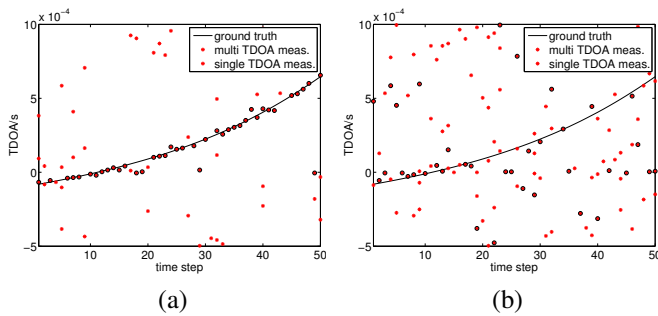 10 x 10⁻⁴
ground truth
multi TDOA meas.
single TDOA meas.
TDOA/s
5
0
−5
10 20 30 40 50
time step
(a)
10 x 10⁻⁴
ground truth
multi TDOA meas.
single TDOA meas.
TDOA/s
5
0
−5
10 20 30 40 50
time step
(b)